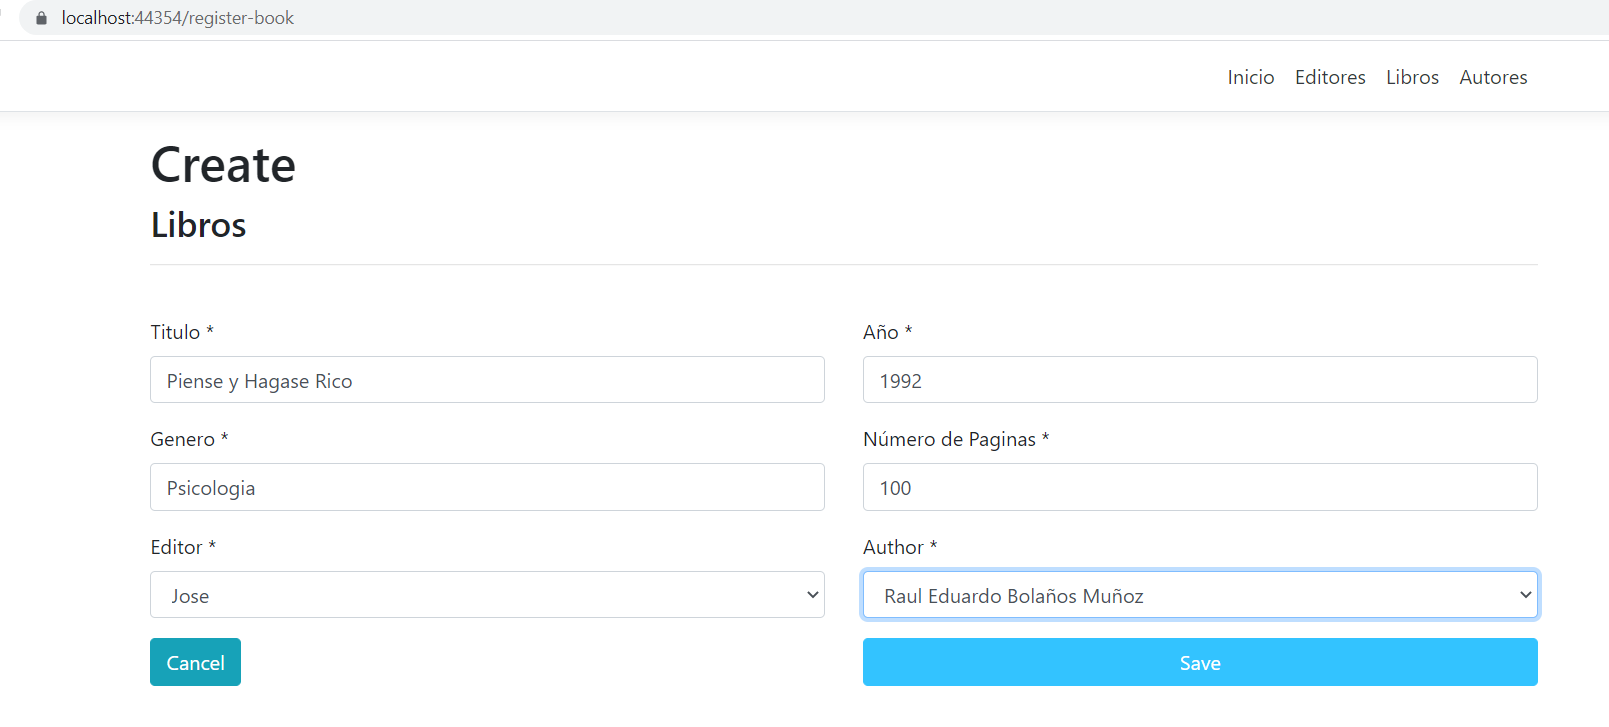 localhost:44354/register-book
Inicio Editores Libros Autores
Create
Libros
Titulo * Año *
Piense y Hagase Rico 1992
Genero * Número de Paginas *
Psicologia 100
Editor * Author *
Jose Raul Eduardo Bolaños Muñoz
Cancel Save